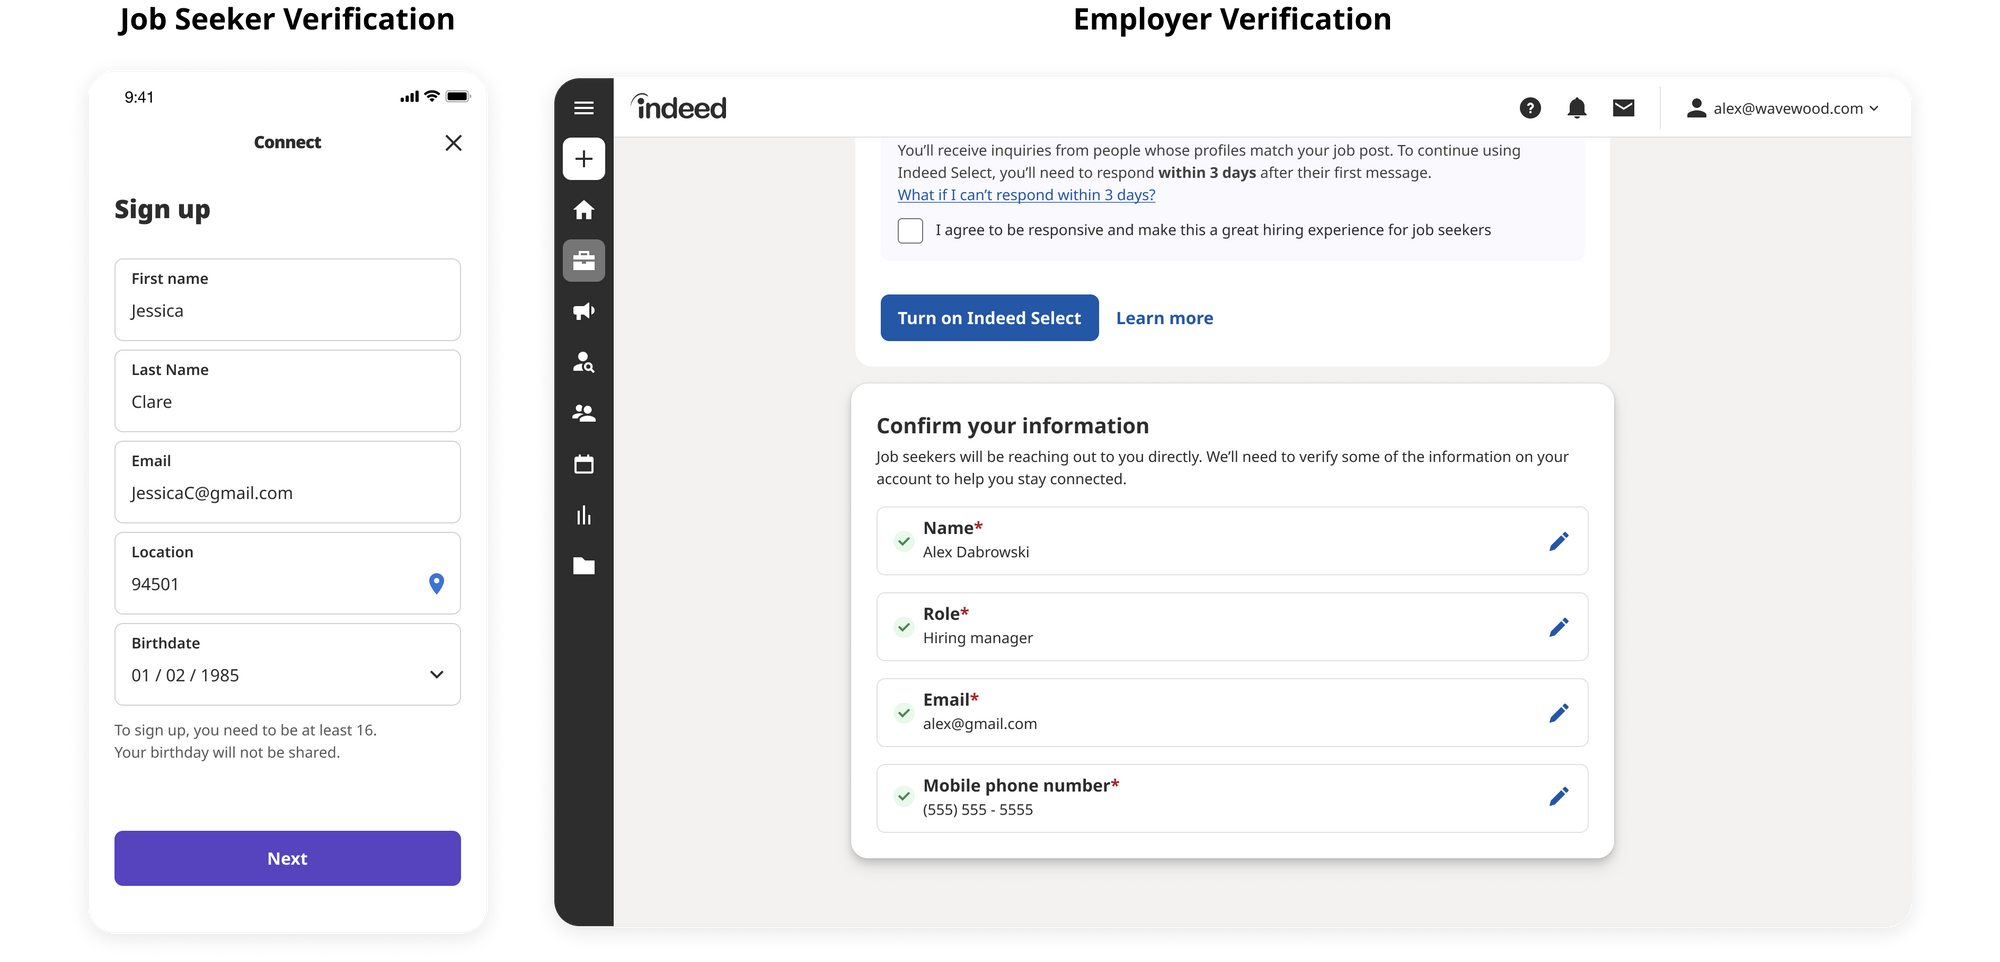 Job Seeker Verification
9:41
Connect
Sign up
First name
Jessica
Last Name
Clare
Email
JessicaC@gmail.com
Location
94501
Birthdate
01 / 02 / 1985
To sign up, you need to be at least 16.
Your birthday will not be shared.
Next
Employer Verification
indeed
alex@wavewood.com
You’ll receive inquiries from people whose profiles match your job post. To continue using
Indeed Select, you’ll need to respond within 3 days after their first message.
What if I can’t respond within 3 days?
I agree to be responsive and make this a great hiring experience for job seekers
Turn on Indeed Select
Learn more
Confirm your information
Job seekers will be reaching out to you directly. We’ll need to verify some of the information on your
account to help you stay connected.
Name*
Alex Dabrowski
Role*
Hiring manager
Email*
alex@gmail.com
Mobile phone number*
(555) 555 - 5555